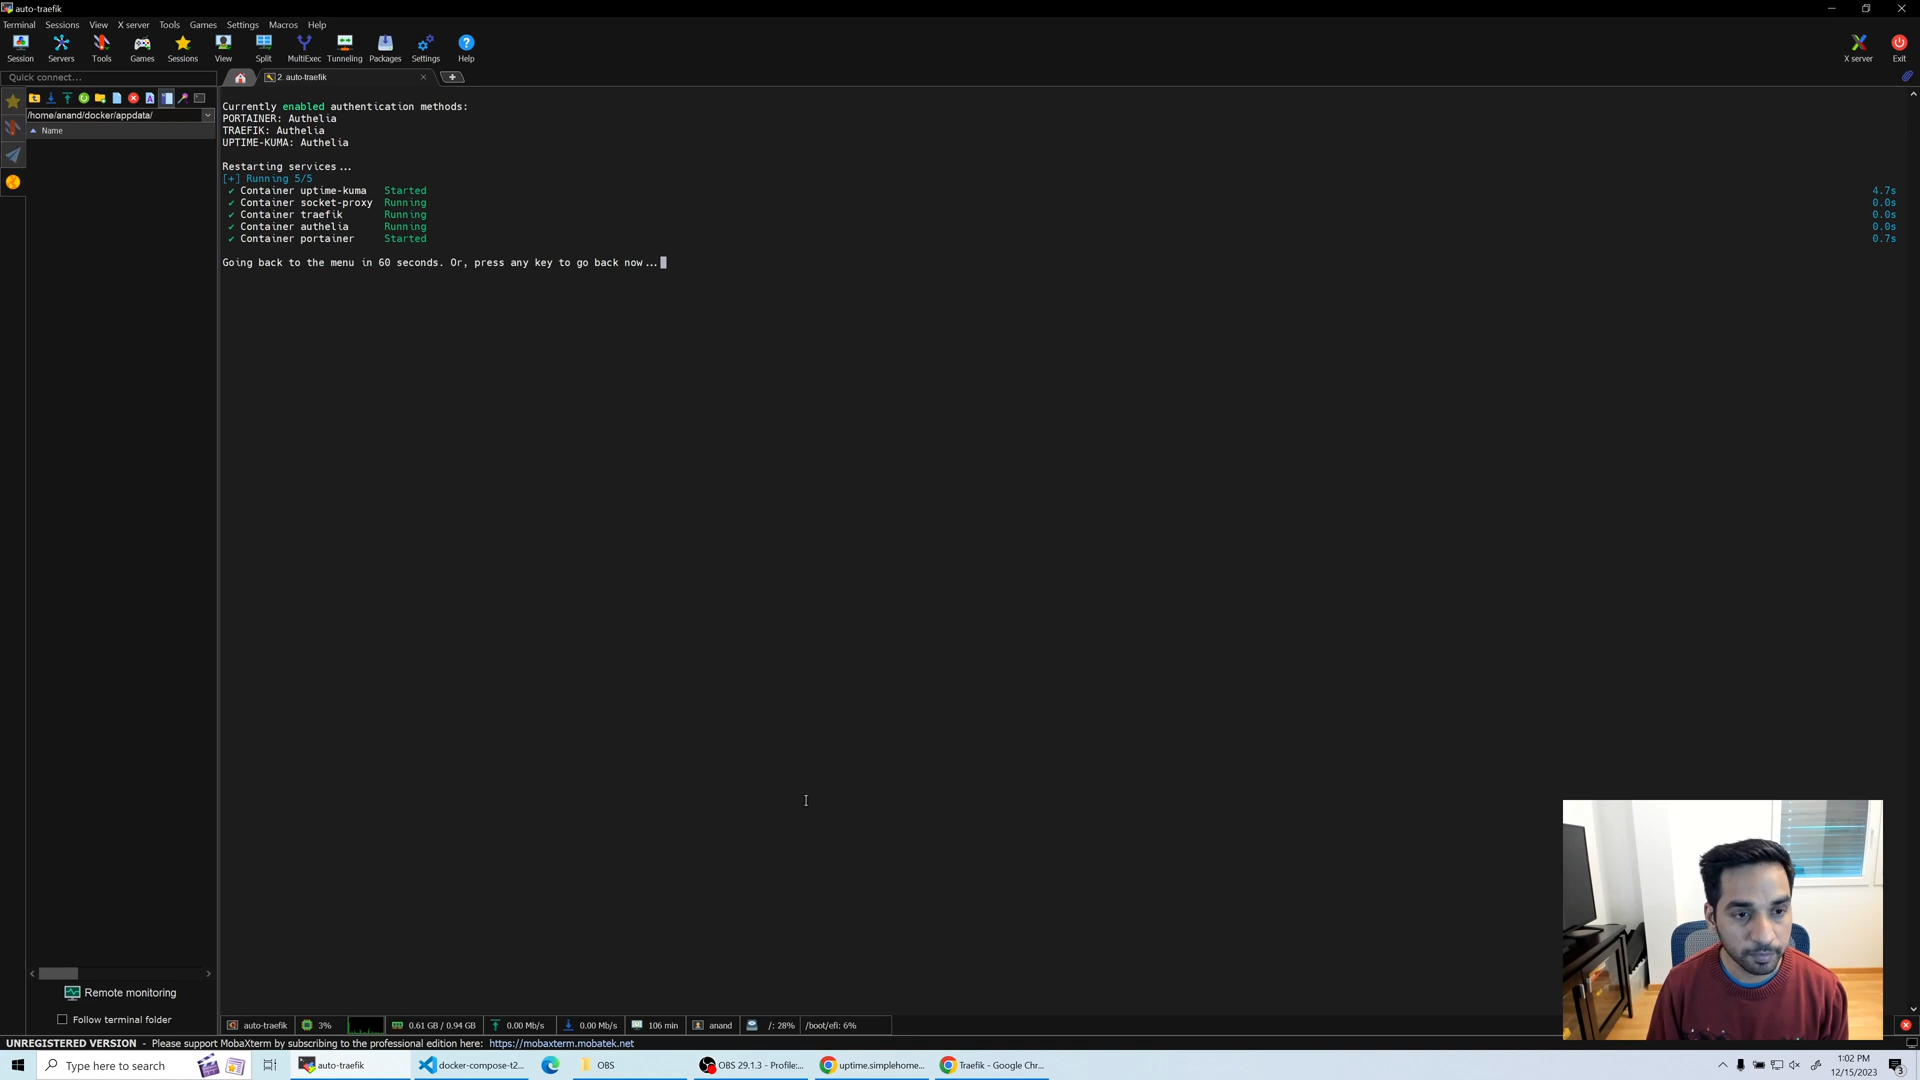 auto-traefik
Terminal Sessions View X server Tools Games Settings Macros Help
Session Servers Tools Games Sessions View Split MultiExec Tunneling Packages Settings Help X server Exit
Quick connect...
2. auto-traefik
/home/anand/docker/appdata/
Name
Currently enabled authentication methods:
PORTAINER: Authelia
TRAEFIK: Authelia
UPTIME-KUMA: Authelia
Restarting services...
[+] Running 5/5
✔ Container uptime-kuma Started 4.7s
✔ Container socket-proxy Running 0.0s
✔ Container traefik Running 0.0s
✔ Container authelia Running 0.0s
✔ Container portainer Started 0.7s
Going back to the menu in 60 seconds. Or, press any key to go back now...
Remote monitoring
Follow terminal folder
auto-traefik 3% 0.61 GB / 0.94 GB 0.00 Mb/s 0.00 Mb/s 106 min anand /: 28% /boot/efi: 6%
UNREGISTERED VERSION - Please support MobaXterm by subscribing to the professional edition here: https://mobaxterm.mobatek.net
Type here to search auto-traefik docker-compose-t2... OBS OBS 29.1.3 - Profile:... uptime.simplehome... Traefik - Google Chr...
1:02 PM
12/15/2023
3